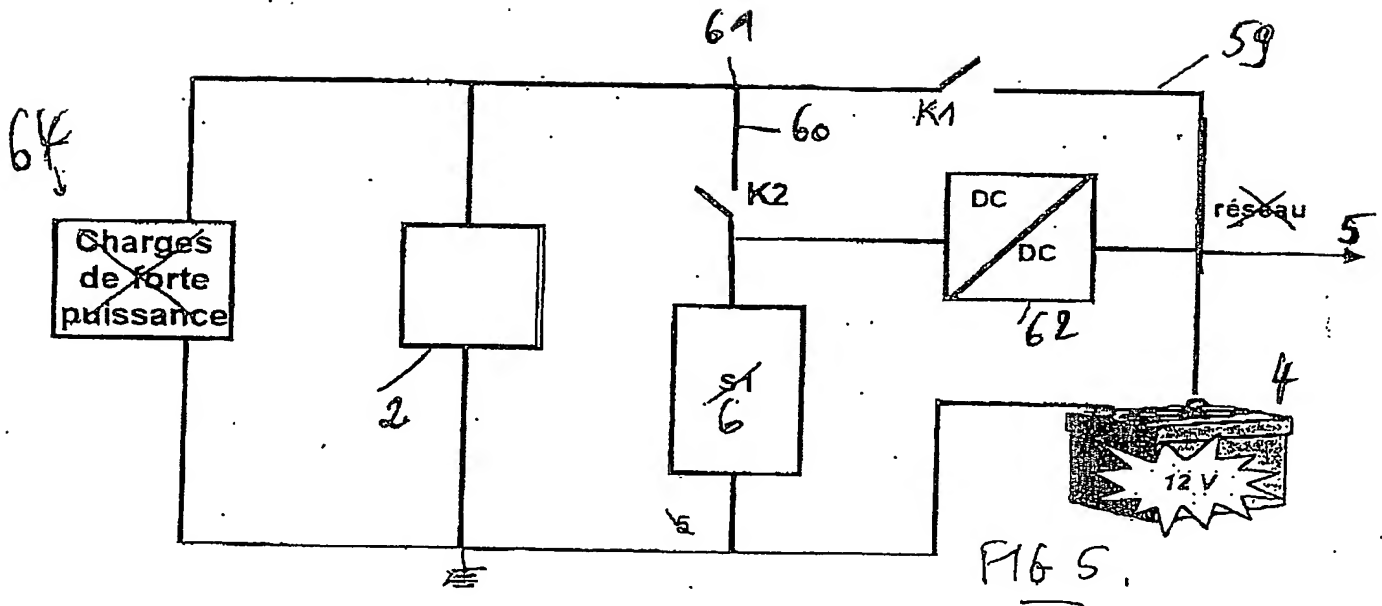 61
59
K1
60
64
K2
DC
DC
réseau
5
Charges
de forte
puissance
62
4
2
S1
6
12 V
5
FIG 5.